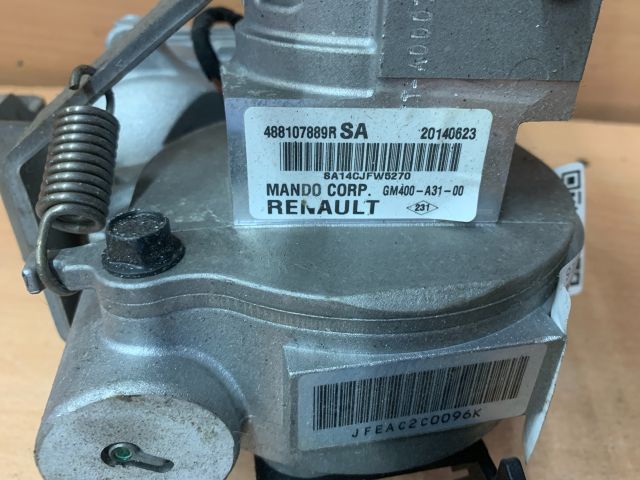 488107889R SA 20140623
SA14CJFW5270
MANDO CORP. GM400-A31-00
RENAULT 231
JFEAC2C0096K